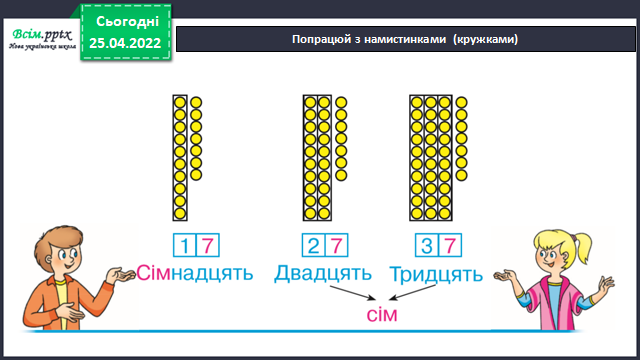 Всім.pptx
Нова українська школа
Сьогодні
25.04.2022
Попрацюй з намистинками (кружками)
1 7
2 7
3 7
Сімнадцять
Двадцять
Тридцять
сім